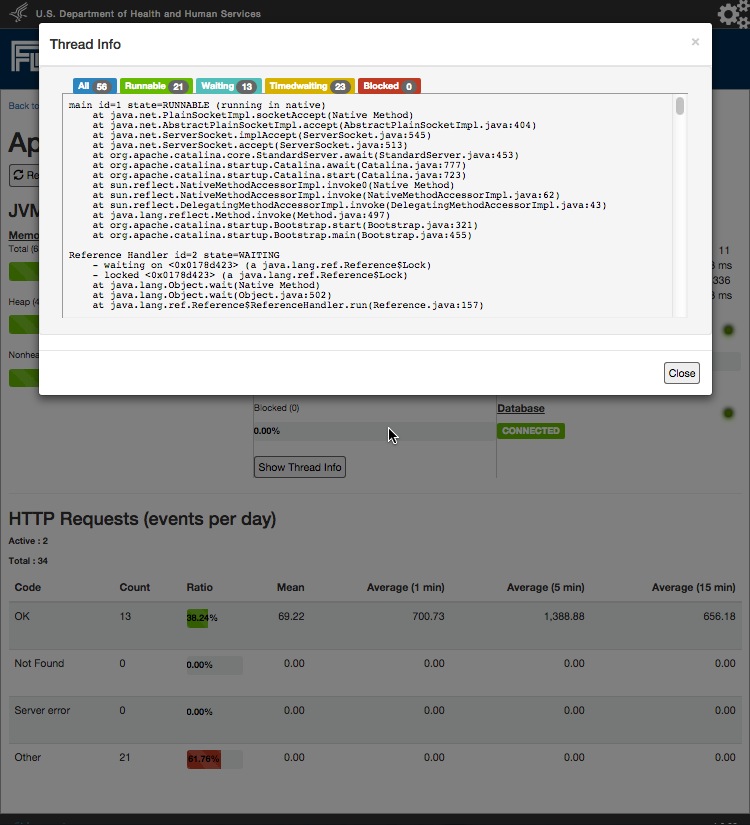 U.S. Department of Health and Human Services
Thread Info
×
All 56 Runnable 21 Waiting 13 Timedwaiting 23 Blocked 0
main id=1 state=RUNNABLE (running in native)
at java.net.PlainSocketImpl.socketAccept(Native Method)
at java.net.AbstractPlainSocketImpl.accept(AbstractPlainSocketImpl.java:404)
at java.net.ServerSocket.implAccept(ServerSocket.java:545)
at java.net.ServerSocket.accept(ServerSocket.java:513)
at org.apache.catalina.core.StandardServer.await(StandardServer.java:453)
at org.apache.catalina.startup.Catalina.await(Catalina.java:777)
at org.apache.catalina.startup.Catalina.start(Catalina.java:723)
at sun.reflect.NativeMethodAccessorImpl.invoke0(Native Method)
at sun.reflect.NativeMethodAccessorImpl.invoke(NativeMethodAccessorImpl.java:62)
at sun.reflect.DelegatingMethodAccessorImpl.invoke(DelegatingMethodAccessorImpl.java:43)
at java.lang.reflect.Method.invoke(Method.java:497)
at org.apache.catalina.startup.Bootstrap.start(Bootstrap.java:321)
at org.apache.catalina.startup.Bootstrap.main(Bootstrap.java:455)
Reference Handler id=2 state=WAITING
- waiting on <0x0178d423> (a java.lang.ref.Reference$Lock)
- locked <0x0178d423> (a java.lang.ref.Reference$Lock)
at java.lang.Object.wait(Native Method)
at java.lang.Object.wait(Object.java:502)
at java.lang.ref.Reference$ReferenceHandler.run(Reference.java:157)
Close
Back to
Ap
Re
JVM
Memo
Total (6
Heap (4
Nonhea
11
3 ms
336
3 ms
Blocked (0)
0.00%
Show Thread Info
Database
CONNECTED
HTTP Requests (events per day)
Active : 2
Total : 34
Code Count Ratio Mean Average (1 min) Average (5 min) Average (15 min)
OK 13 38.24% 69.22 700.73 1,388.88 656.18
Not Found 0 0.00% 0.00 0.00 0.00 0.00
Server error 0 0.00% 0.00 0.00 0.00 0.00
Other 21 61.76% 0.00 0.00 0.00 0.00